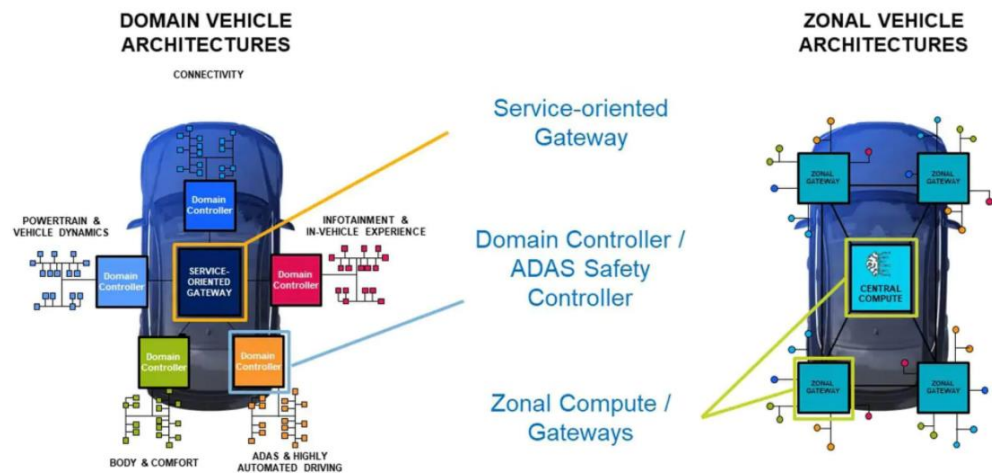 DOMAIN VEHICLE
ARCHITECTURES
CONNECTIVITY
Domain
Controller
POWERTRAIN &
VEHICLE DYNAMICS
INFOTAINMENT &
IN-VEHICLE EXPERIENCE
Domain
Controller
SERVICE-
ORIENTED
GATEWAY
Domain
Controller
Domain
Controller
Domain
Controller
BODY & COMFORT
ADAS & HIGHLY
AUTOMATED DRIVING
Service-oriented
Gateway
Domain Controller /
ADAS Safety
Controller
Zonal Compute /
Gateways
ZONAL VEHICLE
ARCHITECTURES
ZONAL
GATEWAY
ZONAL
GATEWAY
CENTRAL
COMPUTE
ZONAL
GATEWAY
ZONAL
GATEWAY